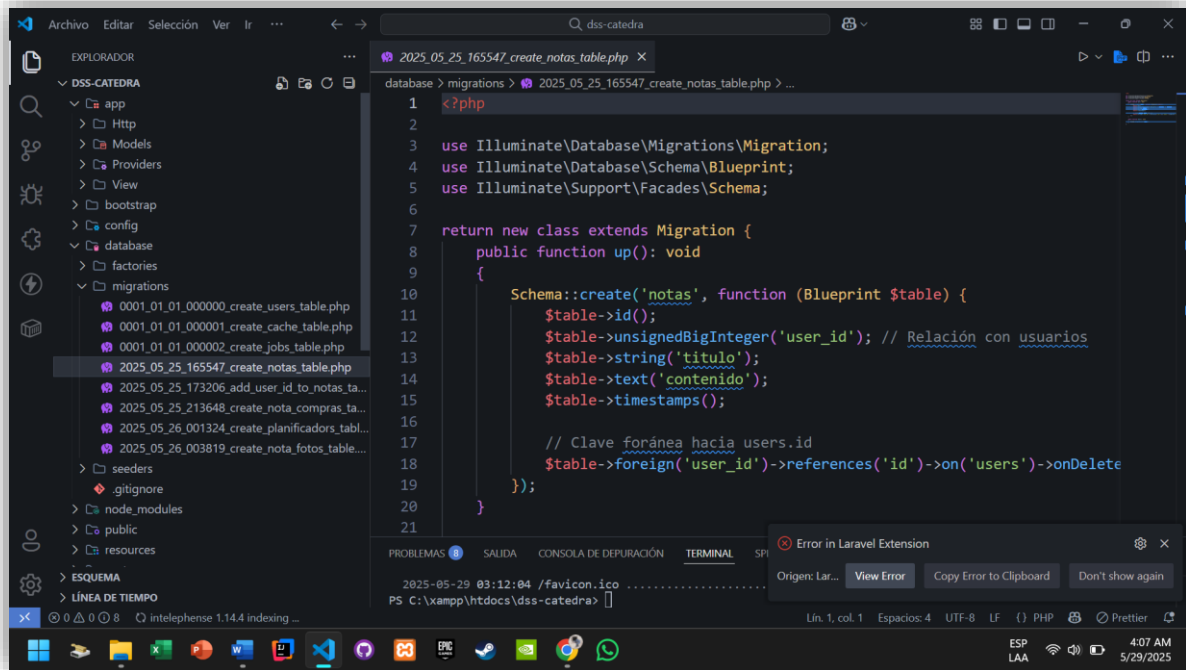 Archivo Editar Selección Ver Ir ··· dss-catedra
EXPLORADOR ···
DSS-CATEDRA
app
Http
Models
Providers
View
bootstrap
config
database
factories
migrations
0001_01_01_000000_create_users_table.php
0001_01_01_000001_create_cache_table.php
0001_01_01_000002_create_jobs_table.php
2025_05_25_165547_create_notas_table.php
2025_05_25_173206_add_user_id_to_notas_ta...
2025_05_25_213648_create_nota_compras_ta...
2025_05_26_001324_create_planificadors_tabl...
2025_05_26_003819_create_nota_fotos_table....
seeders
.gitignore
node_modules
public
resources
ESQUEMA
LÍNEA DE TIEMPO
2025_05_25_165547_create_notas_table.php
database > migrations > 2025_05_25_165547_create_notas_table.php > ...
1 <?php
2
3 use Illuminate\Database\Migrations\Migration;
4 use Illuminate\Database\Schema\Blueprint;
5 use Illuminate\Support\Facades\Schema;
6
7 return new class extends Migration {
8 public function up(): void
9 {
10 Schema::create('notas', function (Blueprint $table) {
11 $table->id();
12 $table->unsignedBigInteger('user_id'); // Relación con usuarios
13 $table->string('titulo');
14 $table->text('contenido');
15 $table->timestamps();
16
17 // Clave foránea hacia users.id
18 $table->foreign('user_id')->references('id')->on('users')->onDelete
19 });
20 }
21
PROBLEMAS 8 SALIDA CONSOLA DE DEPURACIÓN TERMINAL
2025-05-29 03:12:04 /favicon.ico ....................
PS C:\xampp\htdocs\dss-catedra>
Error in Laravel Extension
Origen: Lar... View Error Copy Error to Clipboard Don't show again
0 0 8 intelephense 1.14.4 indexing ... Lín. 1, col. 1 Espacios: 4 UTF-8 LF {} PHP Prettier
ESP
LAA
4:07 AM
5/29/2025